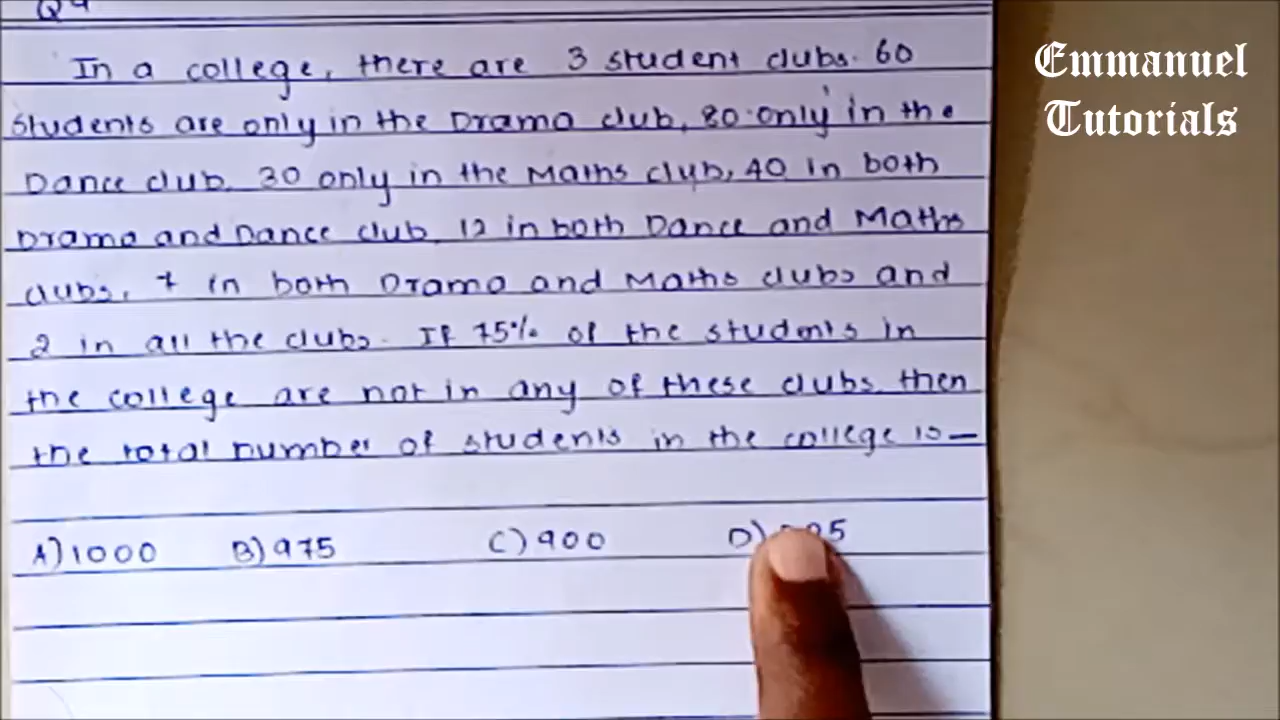 Q4
In a college, there are 3 student clubs. 60
students are only in the Drama club, 80 only in the
Dance club, 30 only in the Maths club, 40 in both
Drama and Dance club, 12 in both Dance and Maths
clubs, 7 in both Drama and Maths clubs and
2 in all the clubs. If 75% of the students in
the college are not in any of these clubs then
the total number of students in the college is—
A) 1000 B) 975 C) 900 D)
Emmanuel
Tutorials